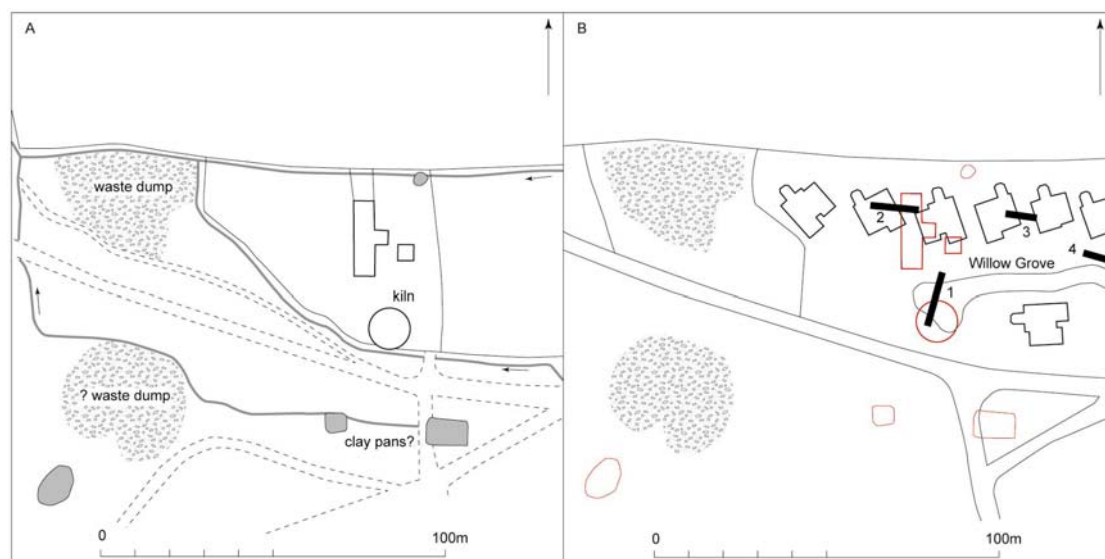 A
waste dump
kiln
? waste dump
clay pans?
0
100m
B
2
3
4
Willow Grove
1
0
100m